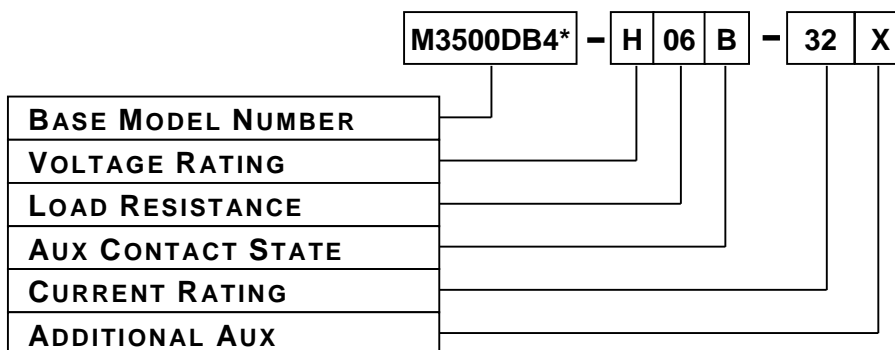 M3500DB4* – H 06 B – 32 X
BASE MODEL NUMBER
VOLTAGE RATING
LOAD RESISTANCE
AUX CONTACT STATE
CURRENT RATING
ADDITIONAL AUX